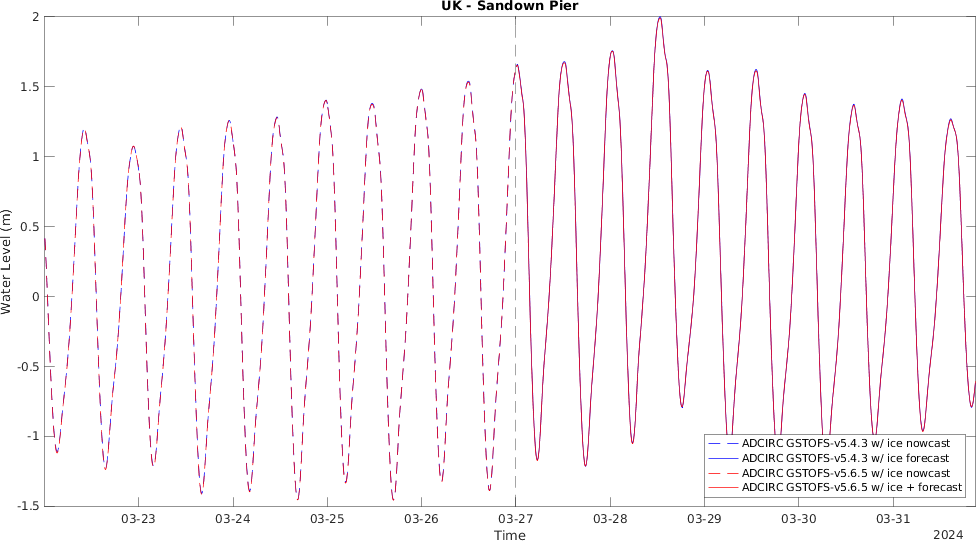 UK - Sandown Pier
Water Level (m)
2
1.5
1
0.5
0
-0.5
-1
-1.5
ADCIRC GSTOFS-v5.4.3 w/ ice nowcast
ADCIRC GSTOFS-v5.4.3 w/ ice forecast
ADCIRC GSTOFS-v5.6.5 w/ ice nowcast
ADCIRC GSTOFS-v5.6.5 w/ ice + forecast
03-23 03-24 03-25 03-26 03-27 03-28 03-29 03-30 03-31
Time
2024